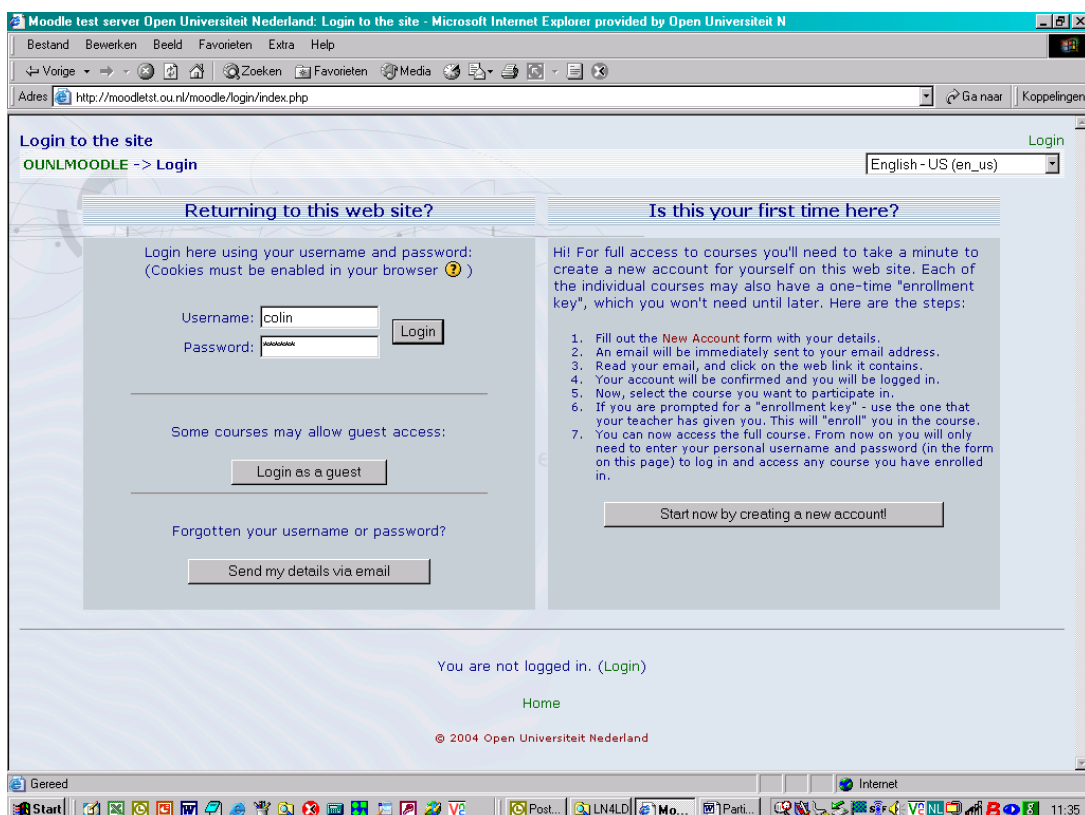 Moodle test server Open Universiteit Nederland: Login to the site - Microsoft Internet Explorer provided by Open Universiteit N
Bestand Bewerken Beeld Favorieten Extra Help
Vorige Zoeken Favorieten Media
Adres http://moodletst.ou.nl/moodle/login/index.php Ga naar Koppelingen
Login to the site Login
OUNLMOODLE -> Login English - US (en_us)
Returning to this web site?
Login here using your username and password:
(Cookies must be enabled in your browser ? )
Username: colin
Login
Password: *******
Some courses may allow guest access:
Login as a guest
Forgotten your username or password?
Send my details via email
Is this your first time here?
Hi! For full access to courses you'll need to take a minute to
create a new account for yourself on this web site. Each of
the individual courses may also have a one-time "enrollment
key", which you won't need until later. Here are the steps:
1. Fill out the New Account form with your details.
2. An email will be immediately sent to your email address.
3. Read your email, and click on the web link it contains.
4. Your account will be confirmed and you will be logged in.
5. Now, select the course you want to participate in.
6. If you are prompted for a "enrollment key" - use the one that
your teacher has given you. This will "enroll" you in the course.
7. You can now access the full course. From now on you will only
need to enter your personal username and password (in the form
on this page) to log in and access any course you have enrolled
in.
Start now by creating a new account!
You are not logged in. (Login)
Home
© 2004 Open Universiteit Nederland
Gereed Internet
Start Post... LN4LD Mo... Parti... NL 11:35